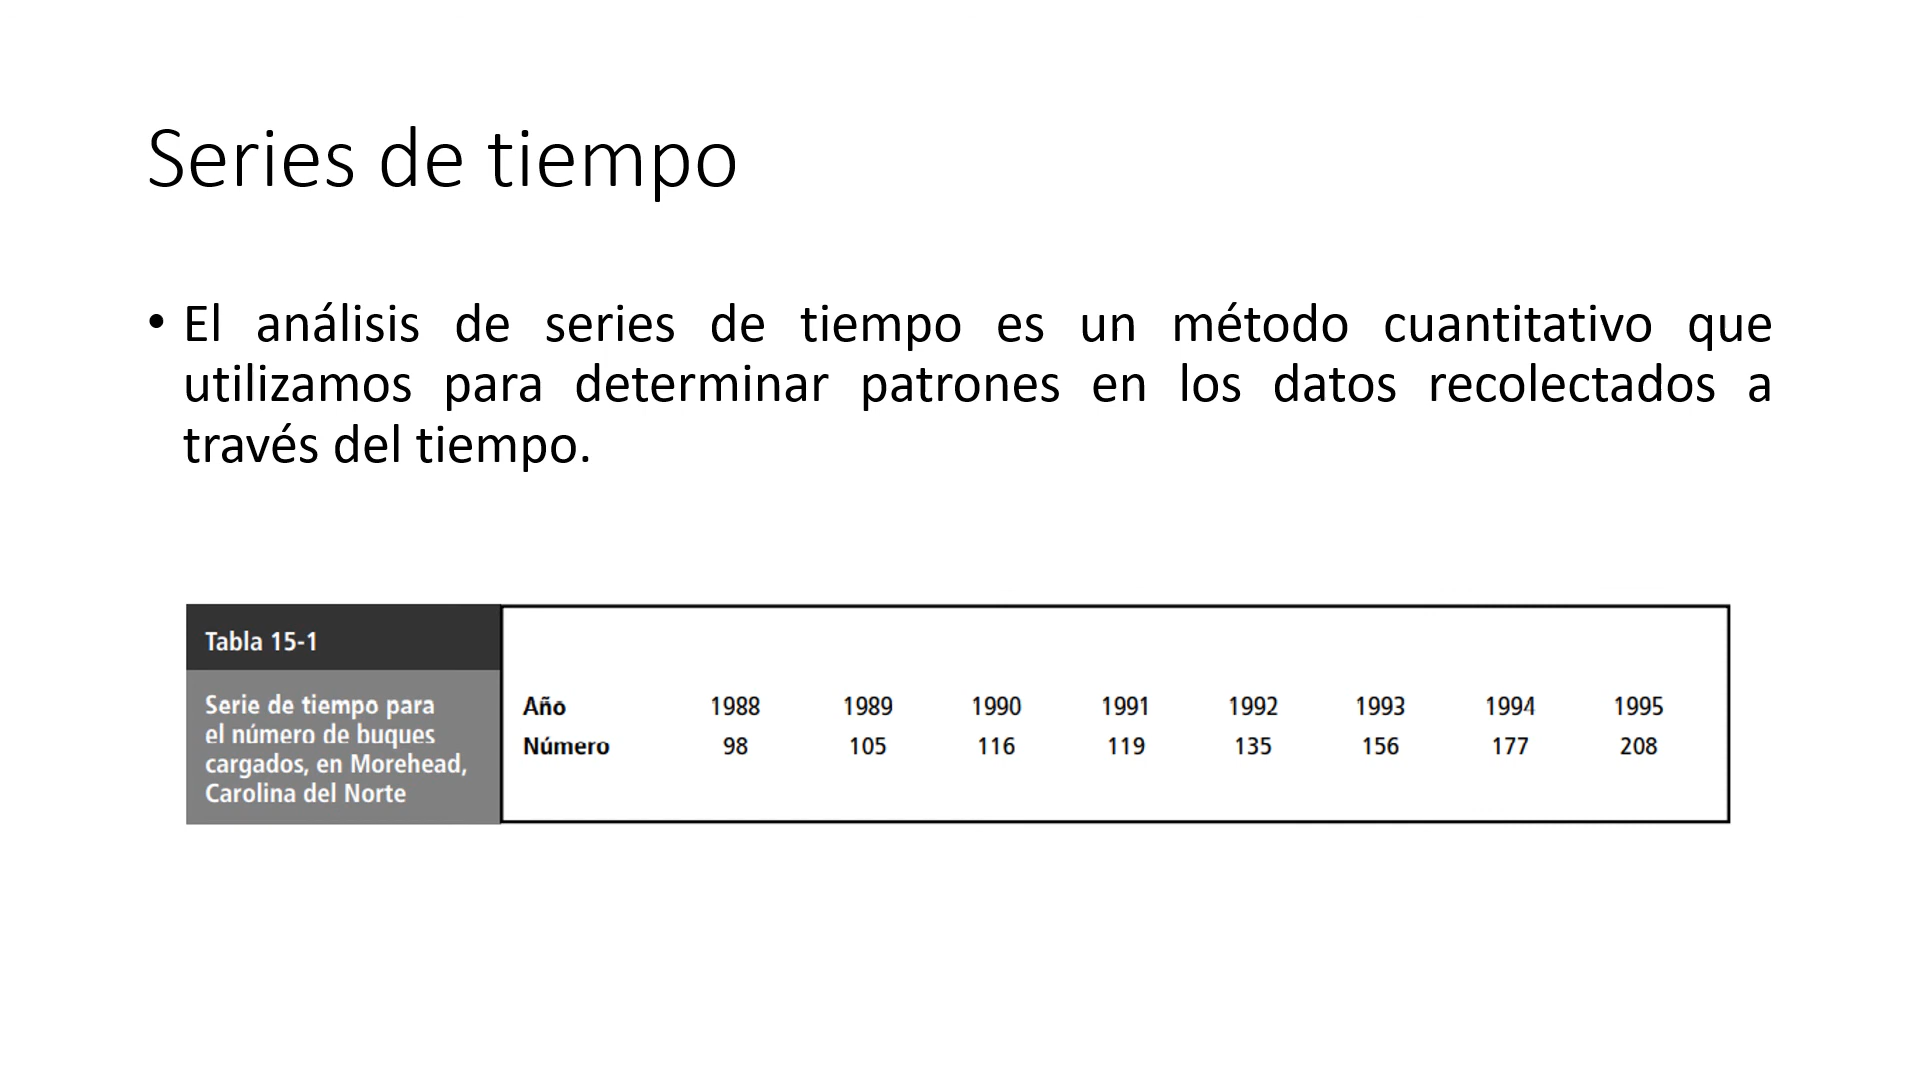 Series de tiempo
• El análisis de series de tiempo es un método cuantitativo que
utilizamos para determinar patrones en los datos recolectados a
través del tiempo.
Tabla 15-1
Serie de tiempo para
el número de buques
cargados, en Morehead,
Carolina del Norte
Año 1988 1989 1990 1991 1992 1993 1994 1995
Número 98 105 116 119 135 156 177 208